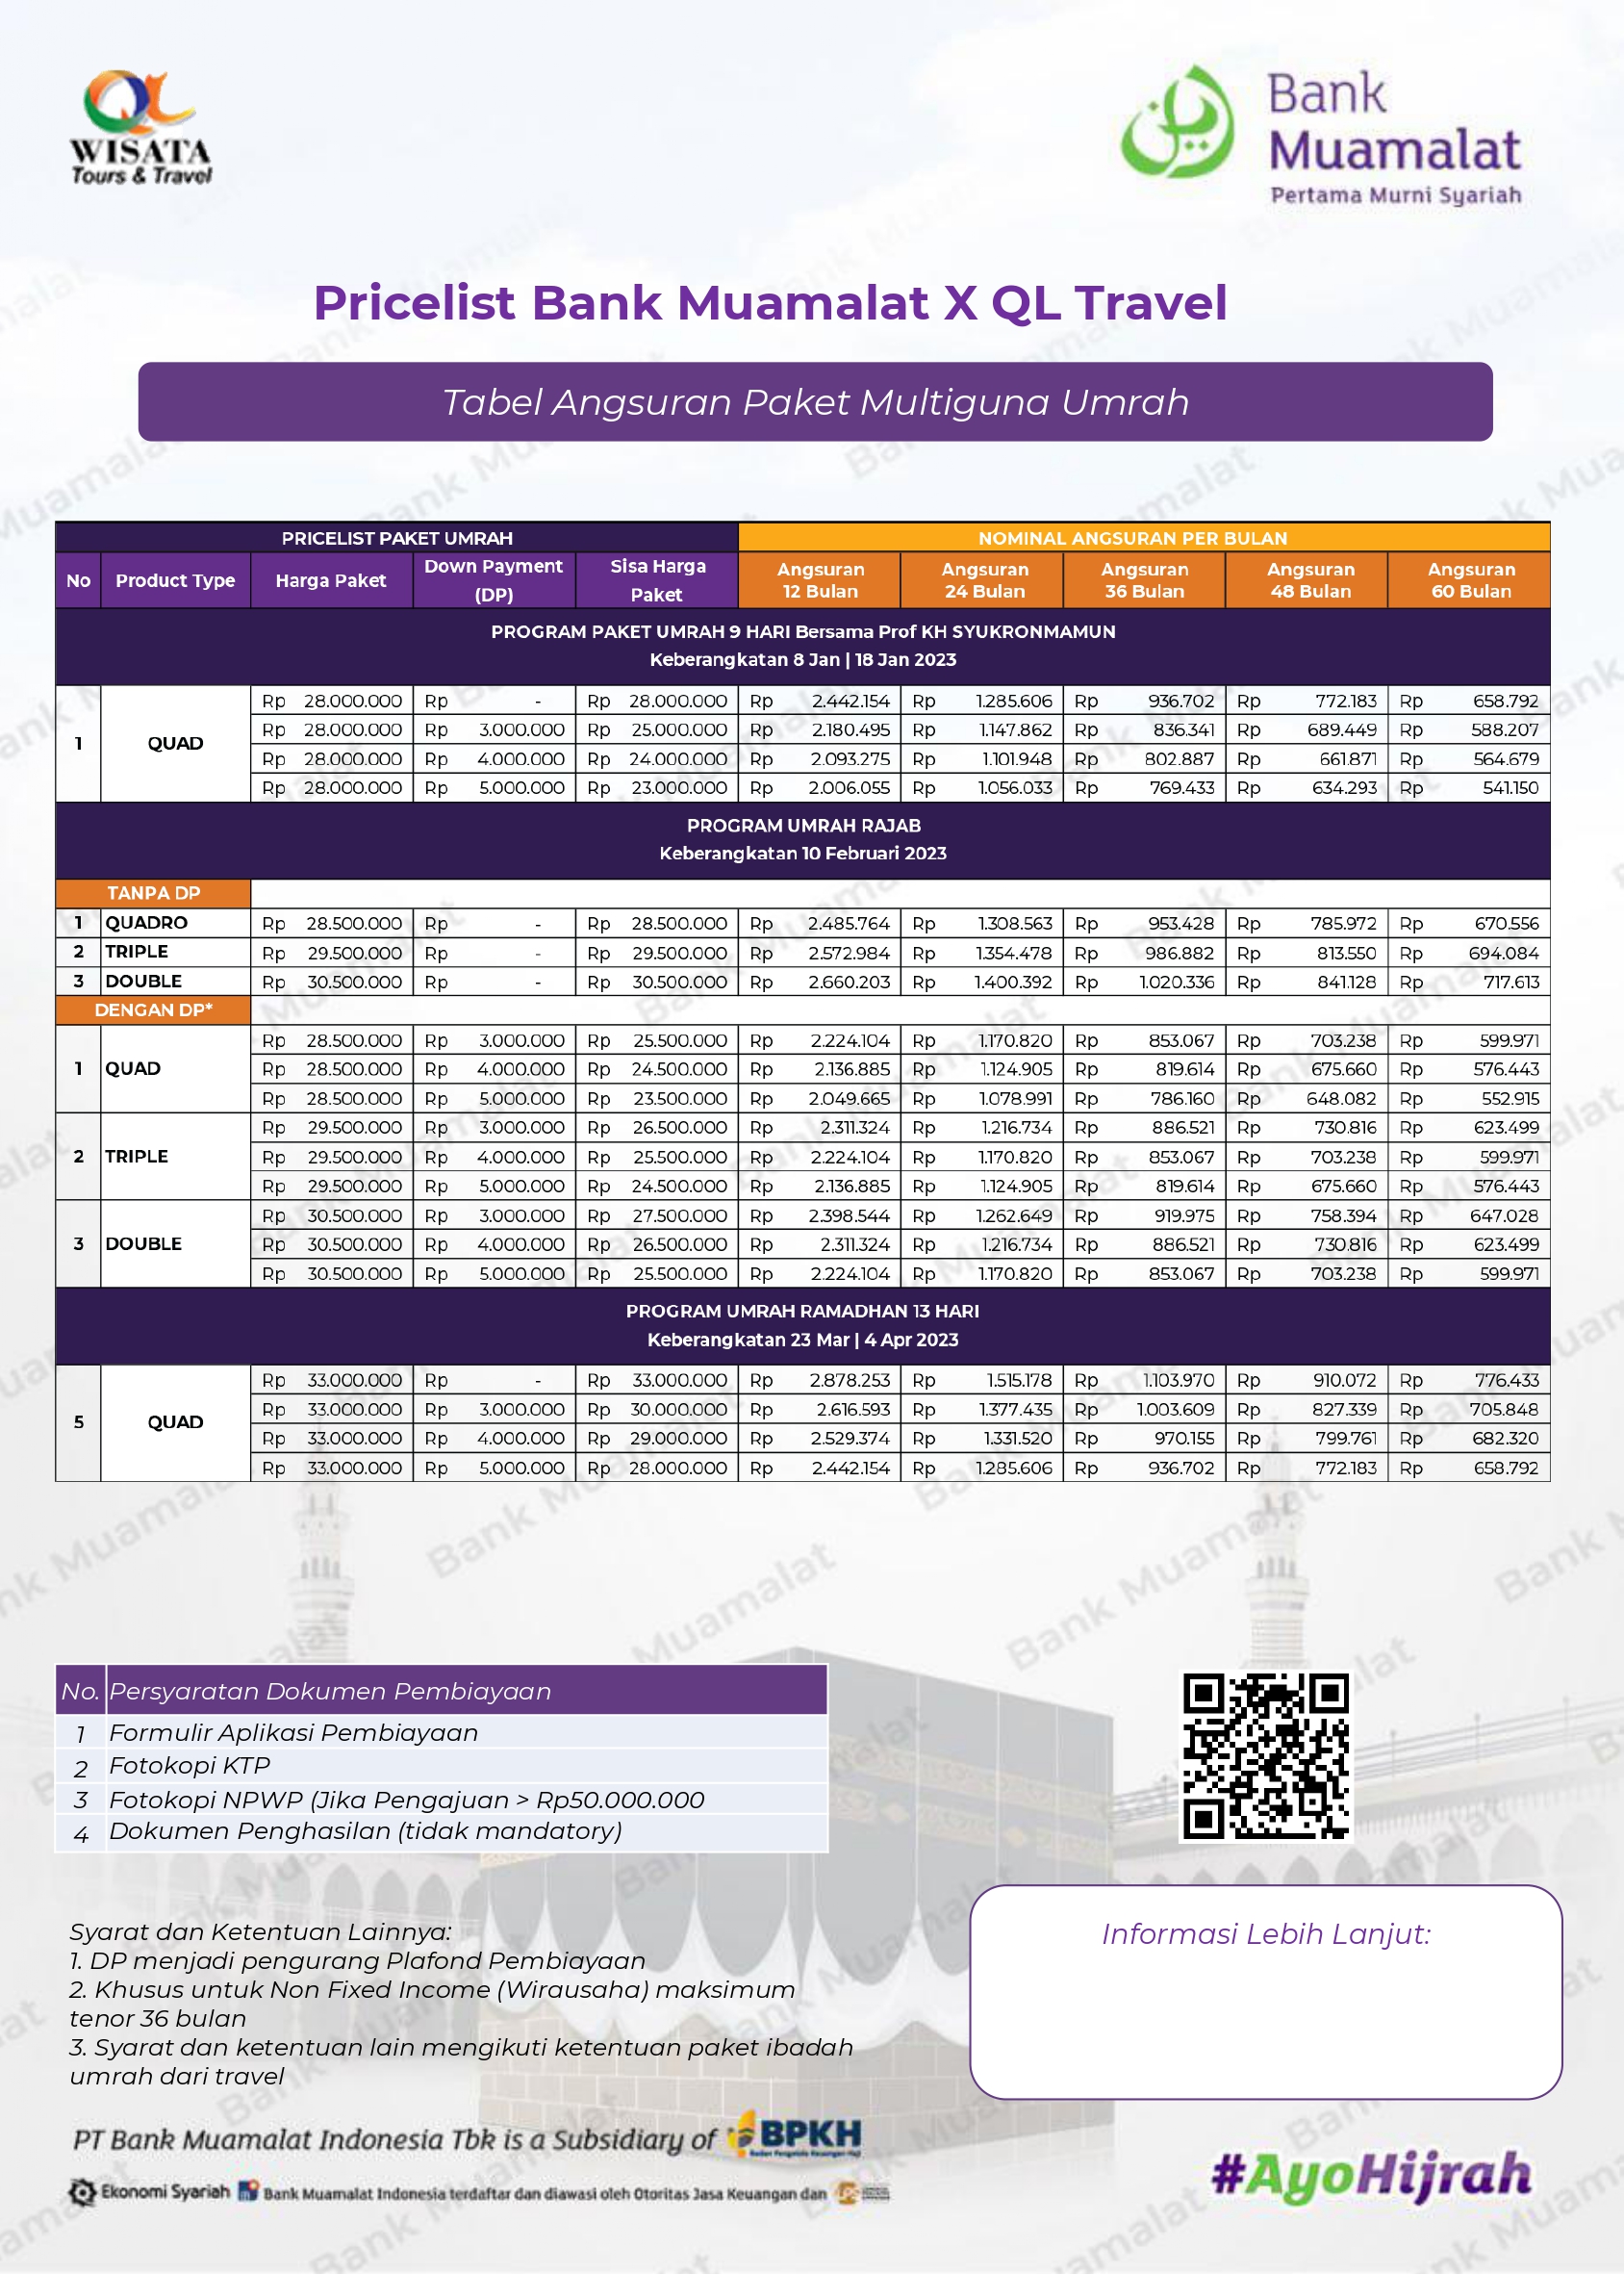 QL
WISATA
Tours & Travel
Bank
Muamalat
Pertama Murni Syariah
Pricelist Bank Muamalat X QL Travel
Tabel Angsuran Paket Multiguna Umrah
PRICELIST PAKET UMRAH NOMINAL ANGSURAN PER BULAN
No Product Type Harga Paket Down Payment (DP) Sisa Harga Paket Angsuran 12 Bulan Angsuran 24 Bulan Angsuran 36 Bulan Angsuran 48 Bulan Angsuran 60 Bulan
PROGRAM PAKET UMRAH 9 HARI Bersama Prof KH SYUKRONMAMUN
Keberangkatan 8 Jan | 18 Jan 2023
1 QUAD
Rp 28.000.000 Rp - Rp 28.000.000 Rp 2.442.154 Rp 1.285.606 Rp 936.702 Rp 772.183 Rp 658.792
Rp 28.000.000 Rp 3.000.000 Rp 25.000.000 Rp 2.180.495 Rp 1.147.862 Rp 836.341 Rp 689.449 Rp 588.207
Rp 28.000.000 Rp 4.000.000 Rp 24.000.000 Rp 2.093.275 Rp 1.101.948 Rp 802.887 Rp 661.871 Rp 564.679
Rp 28.000.000 Rp 5.000.000 Rp 23.000.000 Rp 2.006.055 Rp 1.056.033 Rp 769.433 Rp 634.293 Rp 541.150
PROGRAM UMRAH RAJAB
Keberangkatan 10 Februari 2023
TANPA DP
1 QUADRO Rp 28.500.000 Rp - Rp 28.500.000 Rp 2.485.764 Rp 1.308.563 Rp 953.428 Rp 785.972 Rp 670.556
2 TRIPLE Rp 29.500.000 Rp - Rp 29.500.000 Rp 2.572.984 Rp 1.354.478 Rp 986.882 Rp 813.550 Rp 694.084
3 DOUBLE Rp 30.500.000 Rp - Rp 30.500.000 Rp 2.660.203 Rp 1.400.392 Rp 1.020.336 Rp 841.128 Rp 717.613
DENGAN DP*
1 QUAD
Rp 28.500.000 Rp 3.000.000 Rp 25.500.000 Rp 2.224.104 Rp 1.170.820 Rp 853.067 Rp 703.238 Rp 599.971
Rp 28.500.000 Rp 4.000.000 Rp 24.500.000 Rp 2.136.885 Rp 1.124.905 Rp 819.614 Rp 675.660 Rp 576.443
Rp 28.500.000 Rp 5.000.000 Rp 23.500.000 Rp 2.049.665 Rp 1.078.991 Rp 786.160 Rp 648.082 Rp 552.915
2 TRIPLE
Rp 29.500.000 Rp 3.000.000 Rp 26.500.000 Rp 2.311.324 Rp 1.216.734 Rp 886.521 Rp 730.816 Rp 623.499
Rp 29.500.000 Rp 4.000.000 Rp 25.500.000 Rp 2.224.104 Rp 1.170.820 Rp 853.067 Rp 703.238 Rp 599.971
Rp 29.500.000 Rp 5.000.000 Rp 24.500.000 Rp 2.136.885 Rp 1.124.905 Rp 819.614 Rp 675.660 Rp 576.443
3 DOUBLE
Rp 30.500.000 Rp 3.000.000 Rp 27.500.000 Rp 2.398.544 Rp 1.262.649 Rp 919.975 Rp 758.394 Rp 647.028
Rp 30.500.000 Rp 4.000.000 Rp 26.500.000 Rp 2.311.324 Rp 1.216.734 Rp 886.521 Rp 730.816 Rp 623.499
Rp 30.500.000 Rp 5.000.000 Rp 25.500.000 Rp 2.224.104 Rp 1.170.820 Rp 853.067 Rp 703.238 Rp 599.971
PROGRAM UMRAH RAMADHAN 13 HARI
Keberangkatan 23 Mar | 4 Apr 2023
5 QUAD
Rp 33.000.000 Rp - Rp 33.000.000 Rp 2.878.253 Rp 1.515.178 Rp 1.103.970 Rp 910.072 Rp 776.433
Rp 33.000.000 Rp 3.000.000 Rp 30.000.000 Rp 2.616.593 Rp 1.377.435 Rp 1.003.609 Rp 827.339 Rp 705.848
Rp 33.000.000 Rp 4.000.000 Rp 29.000.000 Rp 2.529.374 Rp 1.331.520 Rp 970.155 Rp 799.761 Rp 682.320
Rp 33.000.000 Rp 5.000.000 Rp 28.000.000 Rp 2.442.154 Rp 1.285.606 Rp 936.702 Rp 772.183 Rp 658.792
No. Persyaratan Dokumen Pembiayaan
1 Formulir Aplikasi Pembiayaan
2 Fotokopi KTP
3 Fotokopi NPWP (Jika Pengajuan > Rp50.000.000
4 Dokumen Penghasilan (tidak mandatory)
Syarat dan Ketentuan Lainnya:
1. DP menjadi pengurang Plafond Pembiayaan
2. Khusus untuk Non Fixed Income (Wirausaha) maksimum
tenor 36 bulan
3. Syarat dan ketentuan lain mengikuti ketentuan paket ibadah
umrah dari travel
Informasi Lebih Lanjut:
PT Bank Muamalat Indonesia Tbk is a Subsidiary of BPKH
Ekonomi Syariah Bank Muamalat Indonesia terdaftar dan diawasi oleh Otoritas Jasa Keuangan dan
#AyoHijrah